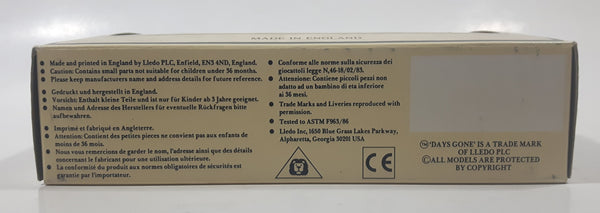 MADE IN ENGLAND
• Made and printed in England by Lledo PLC, Enfield, EN3 4ND, England.
• Caution: Contains small parts not suitable for children under 36 months.
• Please keep manufacturers name and address details for future reference.
• Gedruckt und hergestellt in England.
• Vorsicht: Enthalt kleine Teile und ist nur für Kinder ab 3 Jahre geeignet.
• Namen und Adresse des Herstellers für eventuelle Rückfragen bitte
:aufbewahren.
• Imprimé et fabriqué en Angleterre.
• Attention: Contient des petites pièces ne convient pas aux enfants de
moins de 36 mois.
• Nous vous remercions de garder le nom, l'adresse ainsi que des détails
concernant le fabricant pour une utilisation ultérieure.
• La conformité du produit aux normes obligatoires de sécurités est
garantie par l'importateur.
• Conforme alle norme sulla sicurezza dei
giocattoli legge N,46-18/02/83.
• Attenzione: Contiene piccoli pezzi non
adatto ad un bambino di eta inferiore
ai 36 mesi.
• Trade Marks and Liveries reproduced with
permission.
• Tested to ASTM F963/86
• Lledo Inc, 1650 Blue Grass Lakes Parkway,
Alpharetta, Georgia 30201 USA
CE
™ 'DAYS GONE' IS A TRADE MARK
OF LLEDO PLC
© ALL MODELS ARE PROTECTED
BY COPYRIGHT